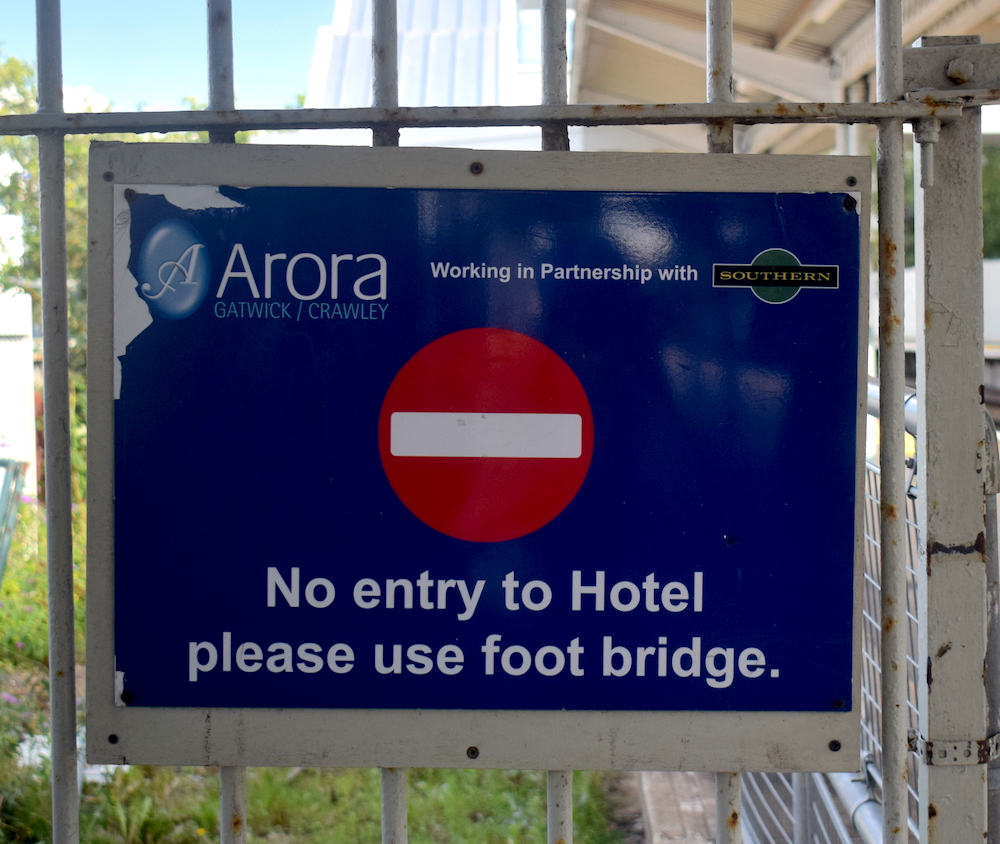 A Arora
GATWICK / CRAWLEY
Working in Partnership with
SOUTHERN
No entry to Hotel
please use foot bridge.